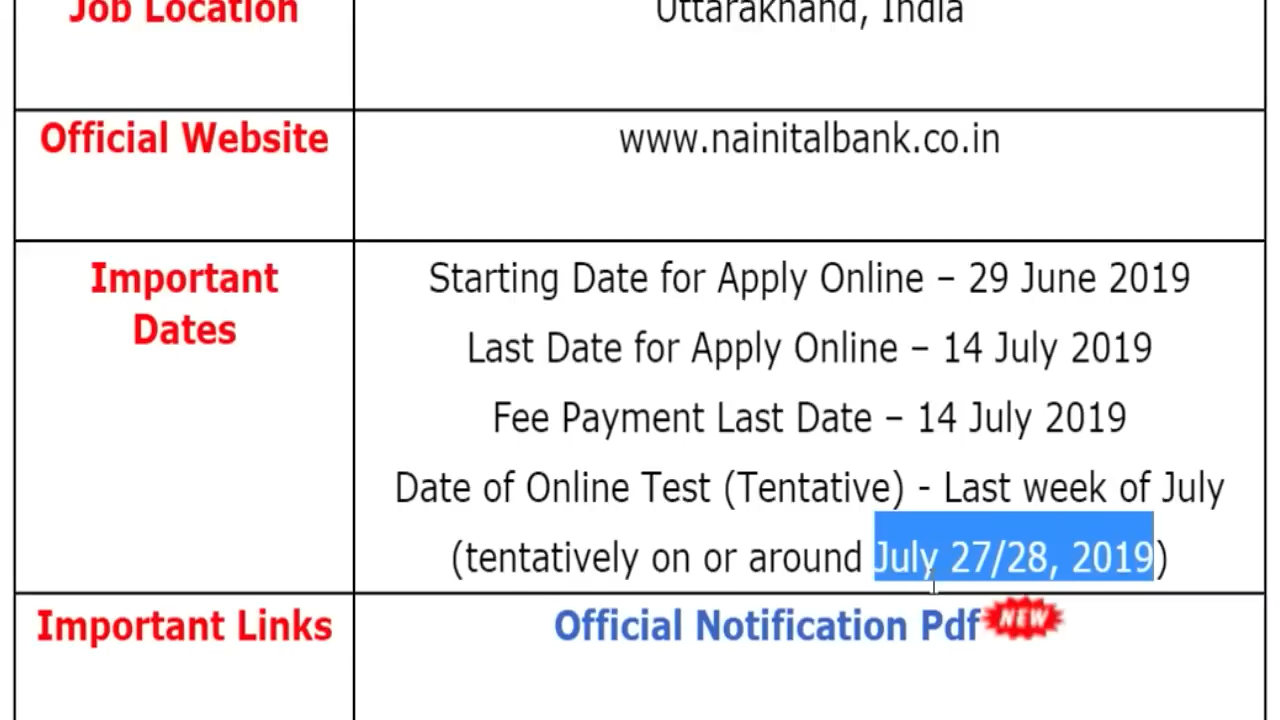 Job Location
Uttarakhand, India
Official Website
www.nainitalbank.co.in
Important
Dates
Starting Date for Apply Online – 29 June 2019
Last Date for Apply Online – 14 July 2019
Fee Payment Last Date – 14 July 2019
Date of Online Test (Tentative) - Last week of July
(tentatively on or around July 27/28, 2019)
Important Links
Official Notification Pdf NEW